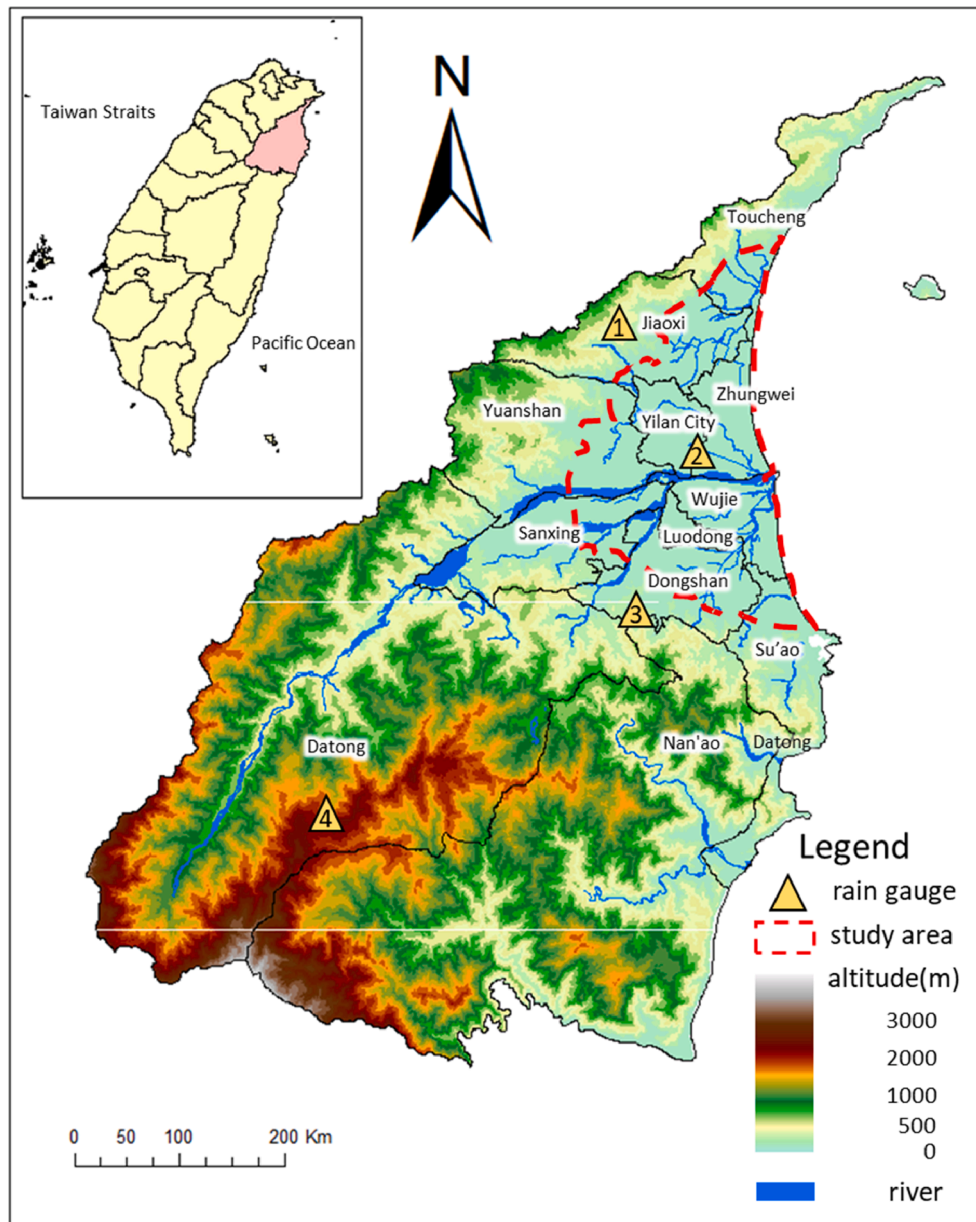 Taiwan Straits
Pacific Ocean
N
Toucheng
1
Jiaoxi
Zhungwei
Yuanshan
Yilan City
2
Wujie
Sanxing
Luodong
Dongshan
3
Su'ao
Nan'ao
Datong
Datong
4
Legend
rain gauge
study area
altitude(m)
3000
2000
1000
500
0
river
0 50 100 200 Km